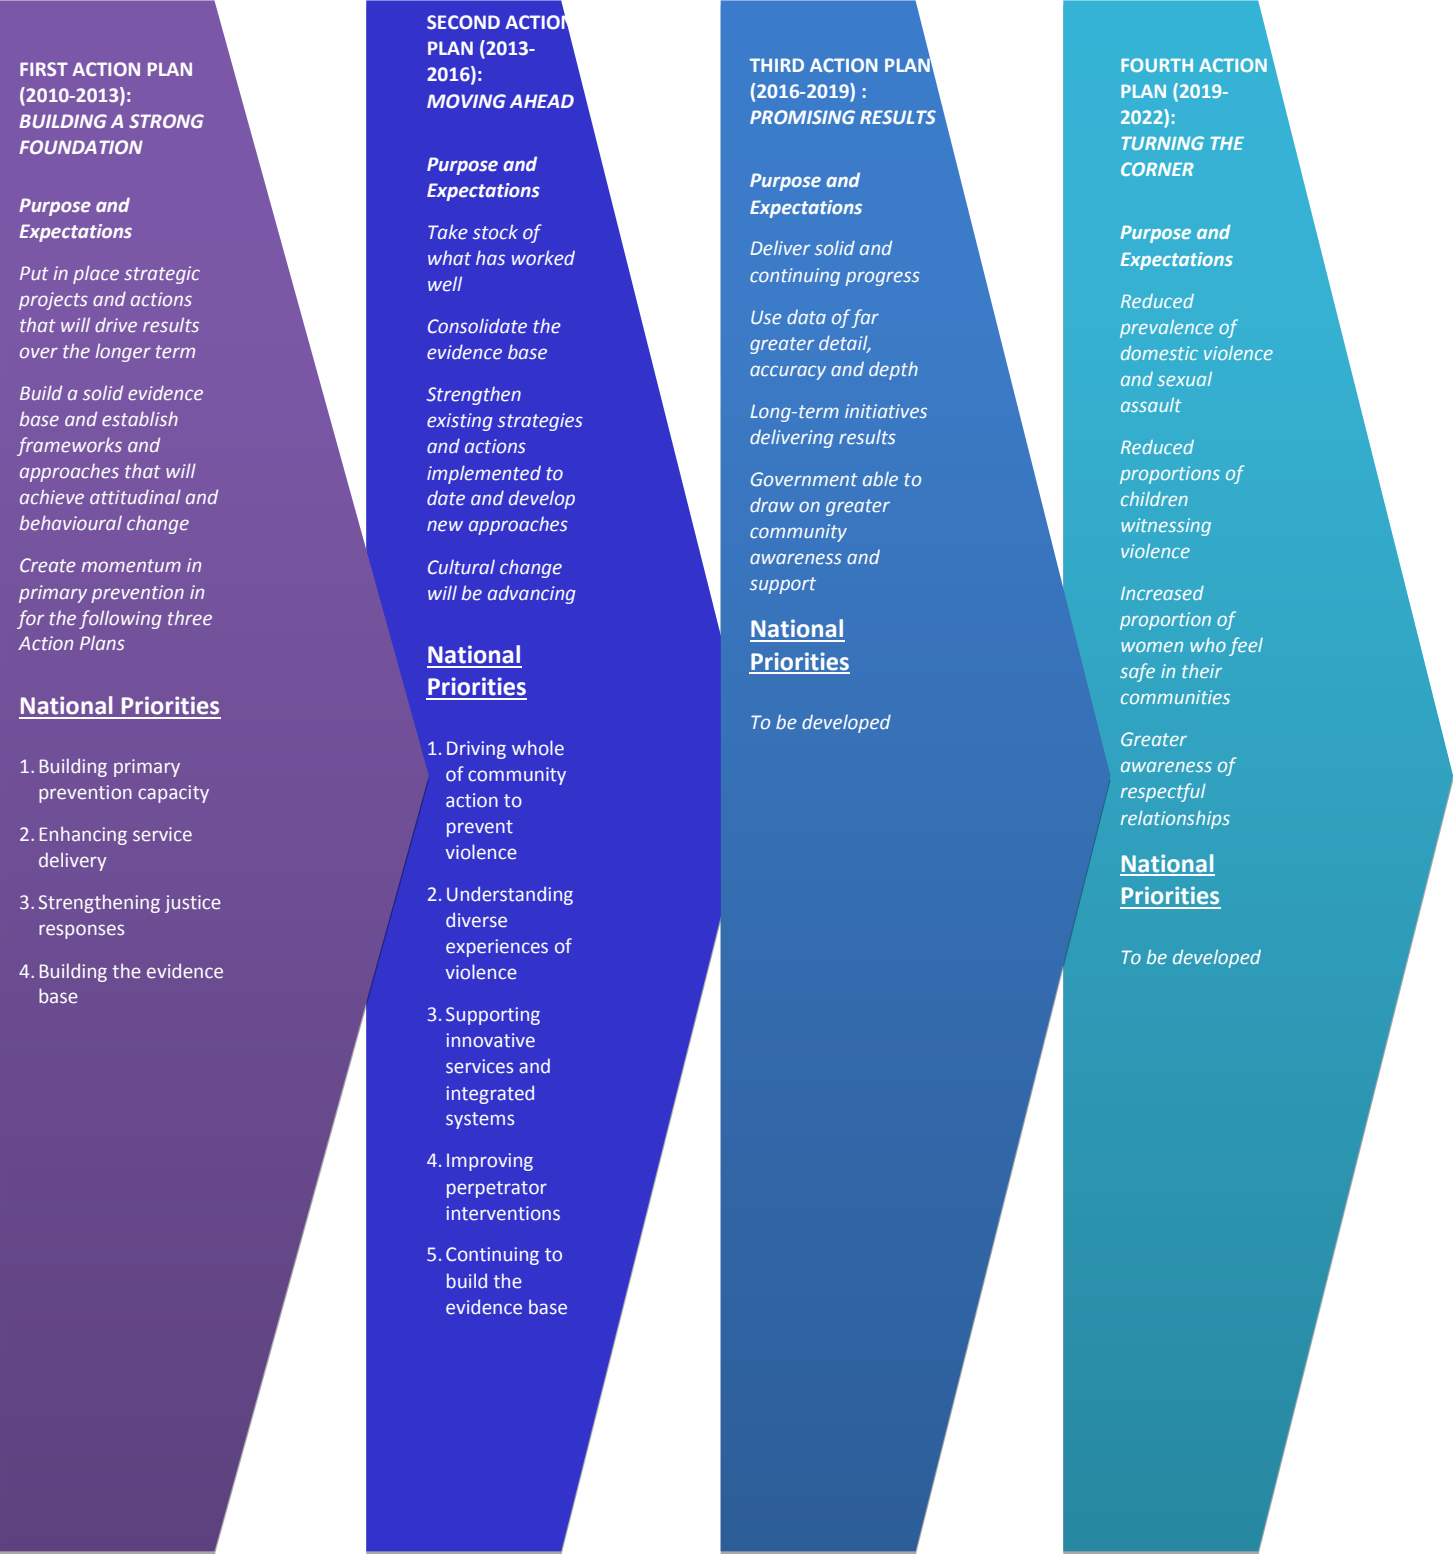 FIRST ACTION PLAN
(2010-2013):
BUILDING A STRONG
FOUNDATION
Purpose and
Expectations
Put in place strategic
projects and actions
that will drive results
over the longer term
Build a solid evidence
base and establish
frameworks and
approaches that will
achieve attitudinal and
behavioural change
Create momentum in
primary prevention in
for the following three
Action Plans
National Priorities
1. Building primary
prevention capacity
2. Enhancing service
delivery
3. Strengthening justice
responses
4. Building the evidence
base
SECOND ACTION
PLAN (2013-
2016):
MOVING AHEAD
Purpose and
Expectations
Take stock of
what has worked
well
Consolidate the
evidence base
Strengthen
existing strategies
and actions
implemented to
date and develop
new approaches
Cultural change
will be advancing
National
Priorities
1. Driving whole
of community
action to
prevent
violence
2. Understanding
diverse
experiences of
violence
3. Supporting
innovative
services and
integrated
systems
4. Improving
perpetrator
interventions
5. Continuing to
build the
evidence base
THIRD ACTION PLAN
(2016-2019) :
PROMISING RESULTS
Purpose and
Expectations
Deliver solid and
continuing progress
Use data of far
greater detail,
accuracy and depth
Long-term initiatives
delivering results
Government able to
draw on greater
community
awareness and
support
National
Priorities
To be developed
FOURTH ACTION
PLAN (2019-
2022):
TURNING THE
CORNER
Purpose and
Expectations
Reduced
prevalence of
domestic violence
and sexual
assault
Reduced
proportions of
children
witnessing
violence
Increased
proportion of
women who feel
safe in their
communities
Greater
awareness of
respectful
relationships
National
Priorities
To be developed